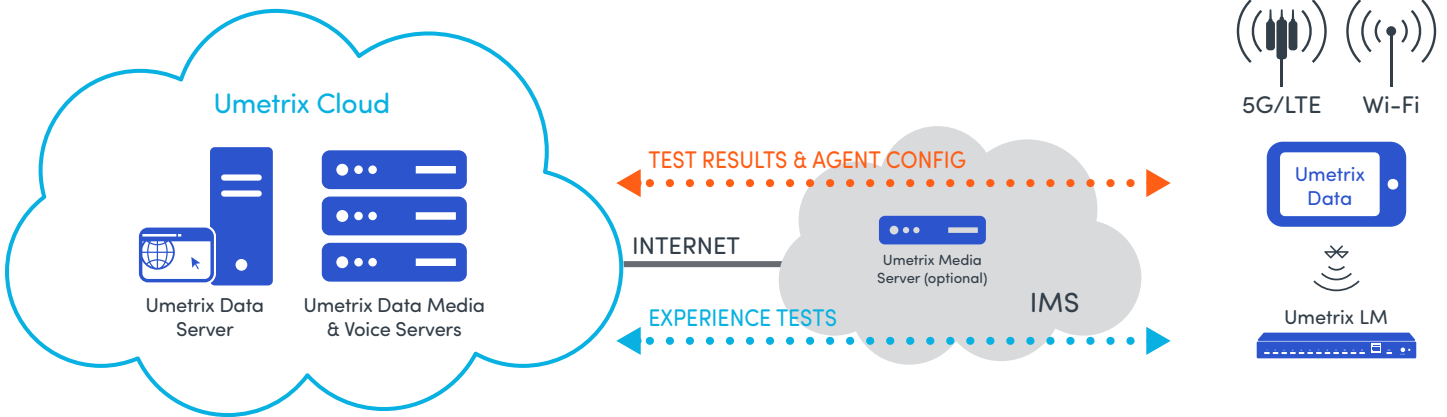 Umetrix Cloud
Umetrix Data
Server
Umetrix Data Media
& Voice Servers
TEST RESULTS & AGENT CONFIG
INTERNET
Umetrix Media
Server (optional)
IMS
EXPERIENCE TESTS
5G/LTE
Wi-Fi
Umetrix
Data
Umetrix LM